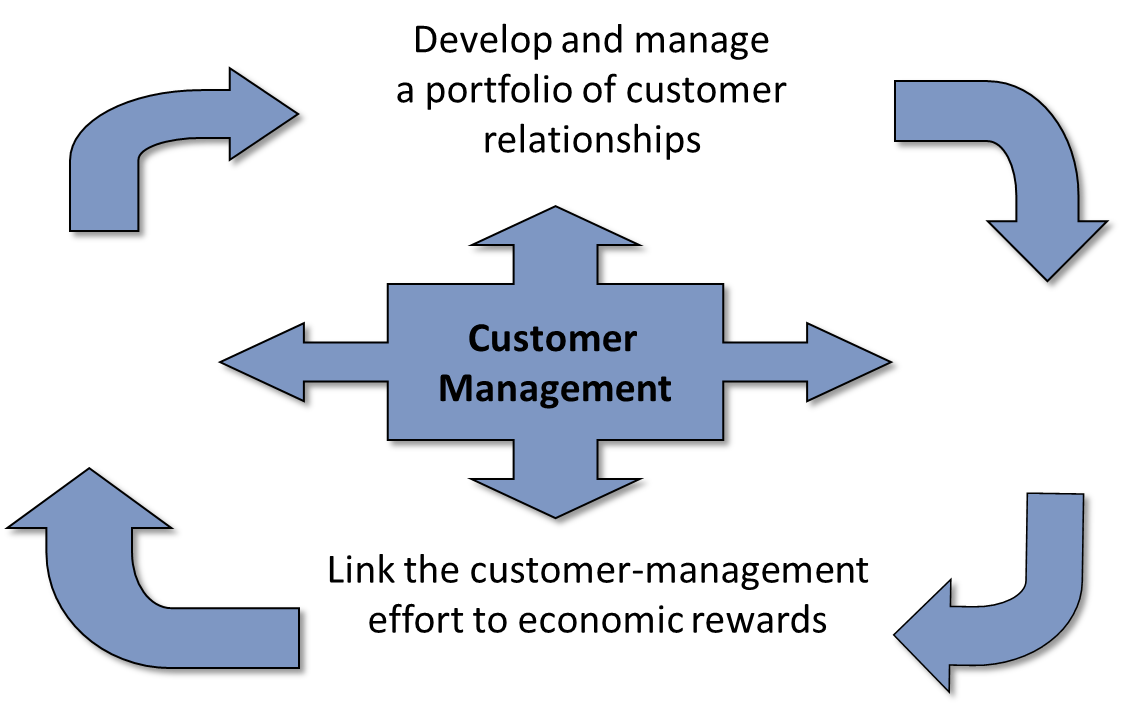 Develop and manage
a portfolio of customer
relationships
Customer
Management
Link the customer-management
effort to economic rewards